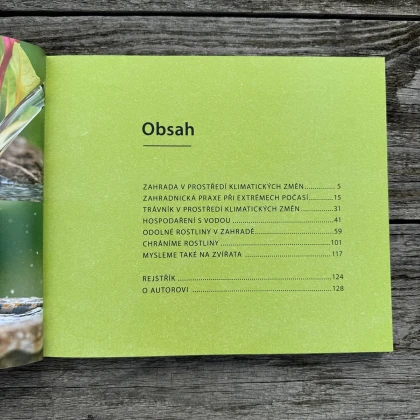 Obsah
ZAHRADA V PROSTŘEDÍ KLIMATICKÝCH ZMĚN............... 5
ZAHRADNICKÁ PRAXE PŘI EXTRÉMECH POČASÍ............15
TRÁVNÍK V PROSTŘEDÍ KLIMATICKÝCH ZMĚN................31
HOSPODAŘENÍ S VODOU ................................................41
ODOLNÉ ROSTLINY V ZAHRADĚ......................................59
CHRÁNÍME ROSTLINY ....................................................101
MYSLEME TAKÉ NA ZVÍŘATA .........................................117
REJSTŘÍK .......................................................................124
O AUTOROVI ..................................................................128